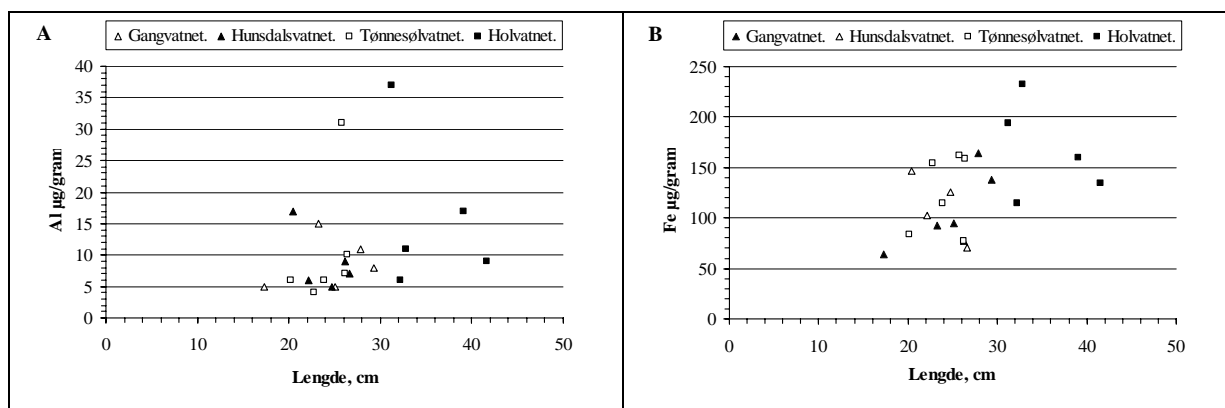 A
△ Gangvatnet. ▲ Hunsdalsvatnet. □ Tønnesølvatnet. ■ Holvatnet.
40
35
30
25
20
15
10
5
0
Al µg/gram
0 10 20 30 40 50
Lengde, cm
B
▲ Gangvatnet. △ Hunsdalsvatnet. □ Tønnesølvatnet. ■ Holvatnet.
250
200
150
100
50
0
Fe µg/gram
0 10 20 30 40 50
Lengde, cm